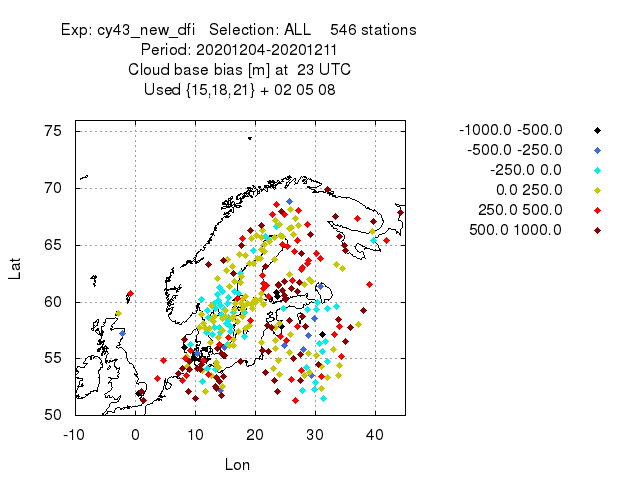 Exp: cy43_new_dfi   Selection: ALL    546 stations
Period: 20201204-20201211
Cloud base bias [m] at  23 UTC
Used {15,18,21} + 02 05 08
-1000.0 -500.0
-500.0 -250.0
-250.0 0.0
0.0 250.0
250.0 500.0
500.0 1000.0
75
70
65
60
55
50
Lat
-10 0 10 20 30 40
Lon